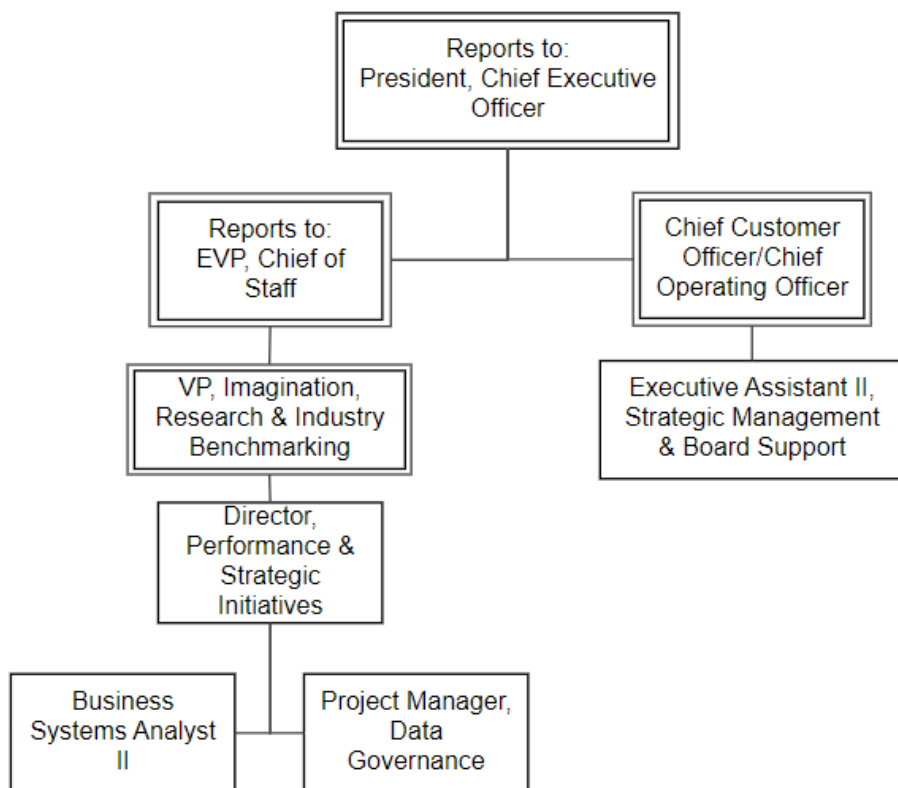 Reports to:
President, Chief Executive
Officer
Reports to:
EVP, Chief of
Staff
Chief Customer
Officer/Chief
Operating Officer
VP, Imagination,
Research & Industry
Benchmarking
Executive Assistant II,
Strategic Management
& Board Support
Director,
Performance &
Strategic
Initiatives
Business
Systems Analyst
II
Project Manager,
Data
Governance